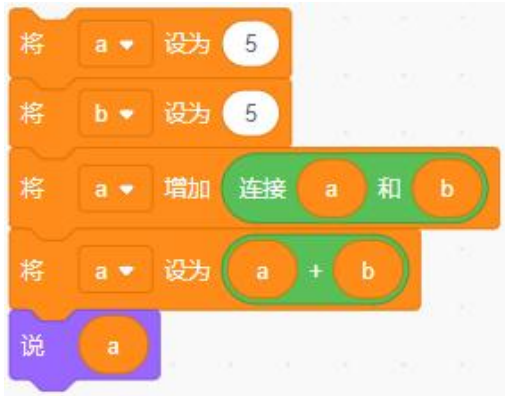 将 a 设为 5
将 b 设为 5
将 a 增加 连接 a 和 b
将 a 设为 a + b
说 a